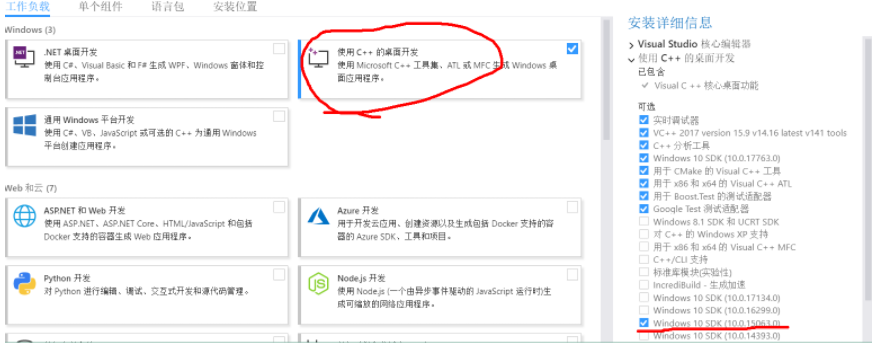 工作负载 单个组件 语言包 安装位置
Windows (3)
.NET 桌面开发
使用 C#、Visual Basic 和 F# 生成 WPF、Windows 窗体和控
制台应用程序。
使用 C++ 的桌面开发
使用 Microsoft C++ 工具集、ATL 或 MFC 生成 Windows 桌
面应用程序。
通用 Windows 平台开发
使用 C#、VB、JavaScript 或可选的 C++ 为通用 Windows
平台创建应用程序。
Web 和云 (7)
ASP.NET 和 Web 开发
使用 ASP.NET、ASP.NET Core、HTML/JavaScript 和包括
Docker 支持的容器生成 Web 应用程序。
Azure 开发
用于开发云应用、创建资源以及生成包括 Docker 支持的容
器的 Azure SDK、工具和项目。
Python 开发
对 Python 进行编辑、调试、交互式开发和源代码管理。
Node.js 开发
使用 Node.js (一个由异步事件驱动的 JavaScript 运行时)生
成可缩放的网络应用程序。
安装详细信息
Visual Studio 核心编辑器
使用 C++ 的桌面开发
已包含
Visual C++ 核心桌面功能
可选
实时调试器
VC++ 2017 version 15.9 v14.16 latest v141 tools
C++ 分析工具
Windows 10 SDK (10.0.17763.0)
用于 CMake 的 Visual C++ 工具
用于 x86 和 x64 的 Visual C++ ATL
用于 Boost.Test 的测试适配器
Google Test 测试适配器
Windows 8.1 SDK 和 UCRT SDK
对 C++ 的 Windows XP 支持
用于 x86 和 x64 的 Visual C++ MFC
C++/CLI 支持
标准库模块(实验性)
IncrediBuild - 生成加速
Windows 10 SDK (10.0.17134.0)
Windows 10 SDK (10.0.16299.0)
Windows 10 SDK (10.0.15063.0)
Windows 10 SDK (10.0.14393.0)